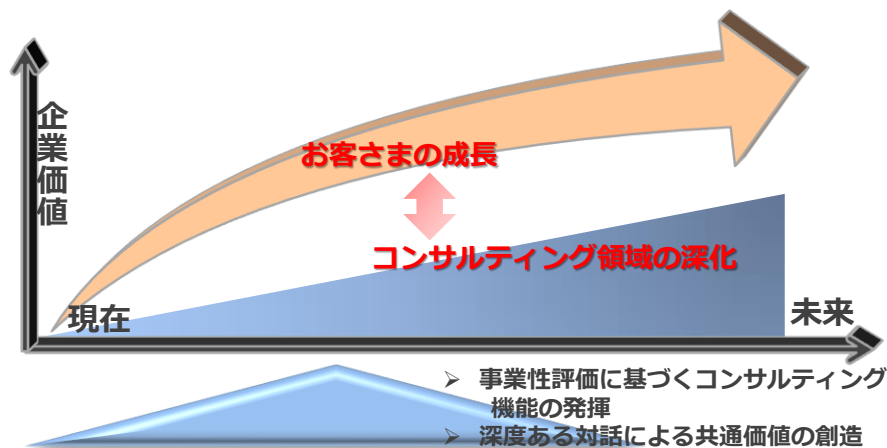 企業価値
お客さまの成長
コンサルティング領域の深化
現在
未来
➢ 事業性評価に基づくコンサルティング
機能の発揮
➢ 深度ある対話による共通価値の創造